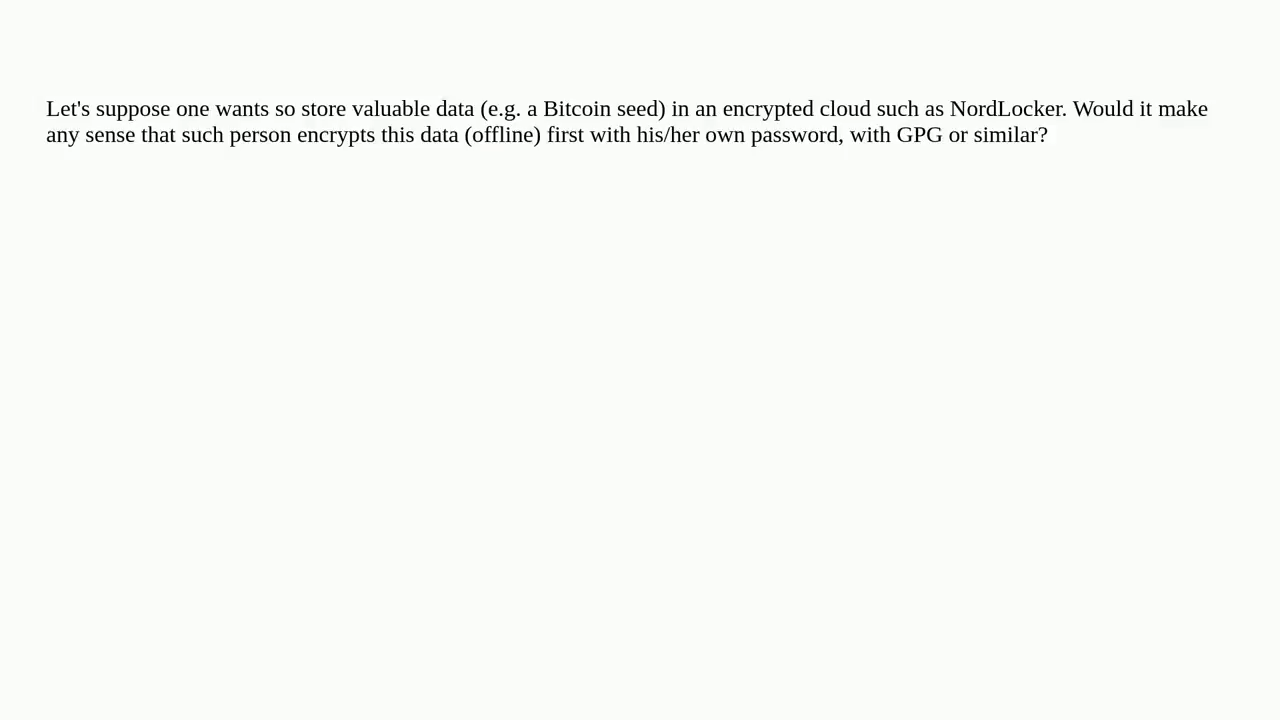 Let's suppose one wants so store valuable data (e.g. a Bitcoin seed) in an encrypted cloud such as NordLocker. Would it make
any sense that such person encrypts this data (offline) first with his/her own password, with GPG or similar?